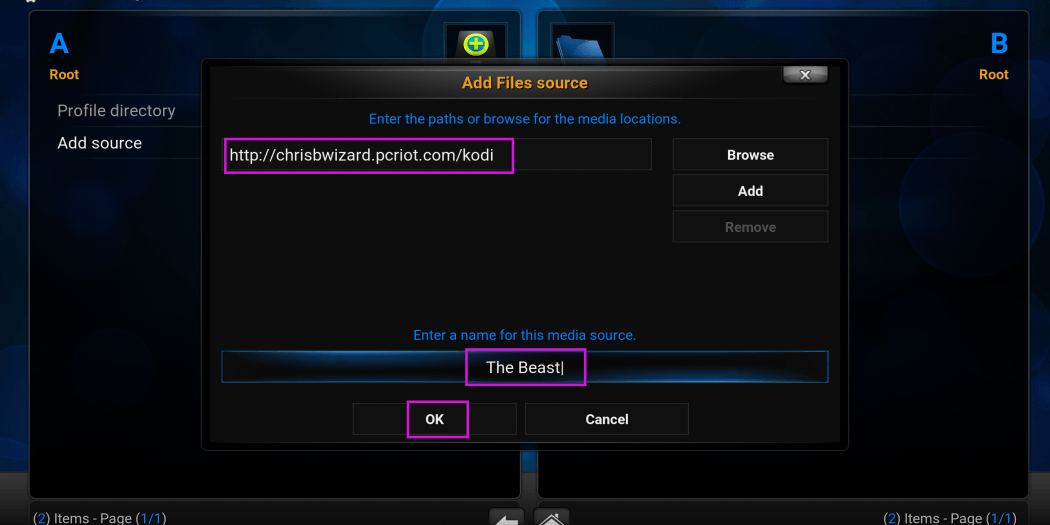 A
Root
B
Root
Profile directory
Add source
Add Files source
Enter the paths or browse for the media locations.
http://chrisbwizard.pcriot.com/kodi
Browse
Add
Remove
Enter a name for this media source.
The Beast
OK
Cancel
(2) Items - Page (1/1)
(2) Items - Page (1/1)